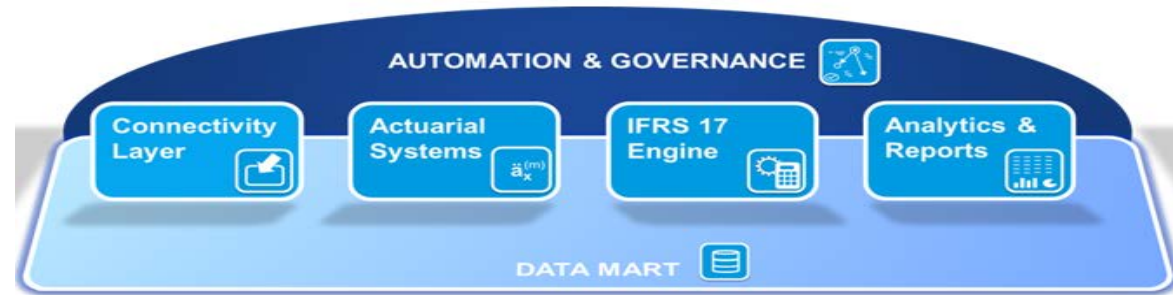 AUTOMATION & GOVERNANCE
Connectivity
Layer
Actuarial
Systems
ä(m)x
IFRS 17
Engine
Analytics &
Reports
DATA MART